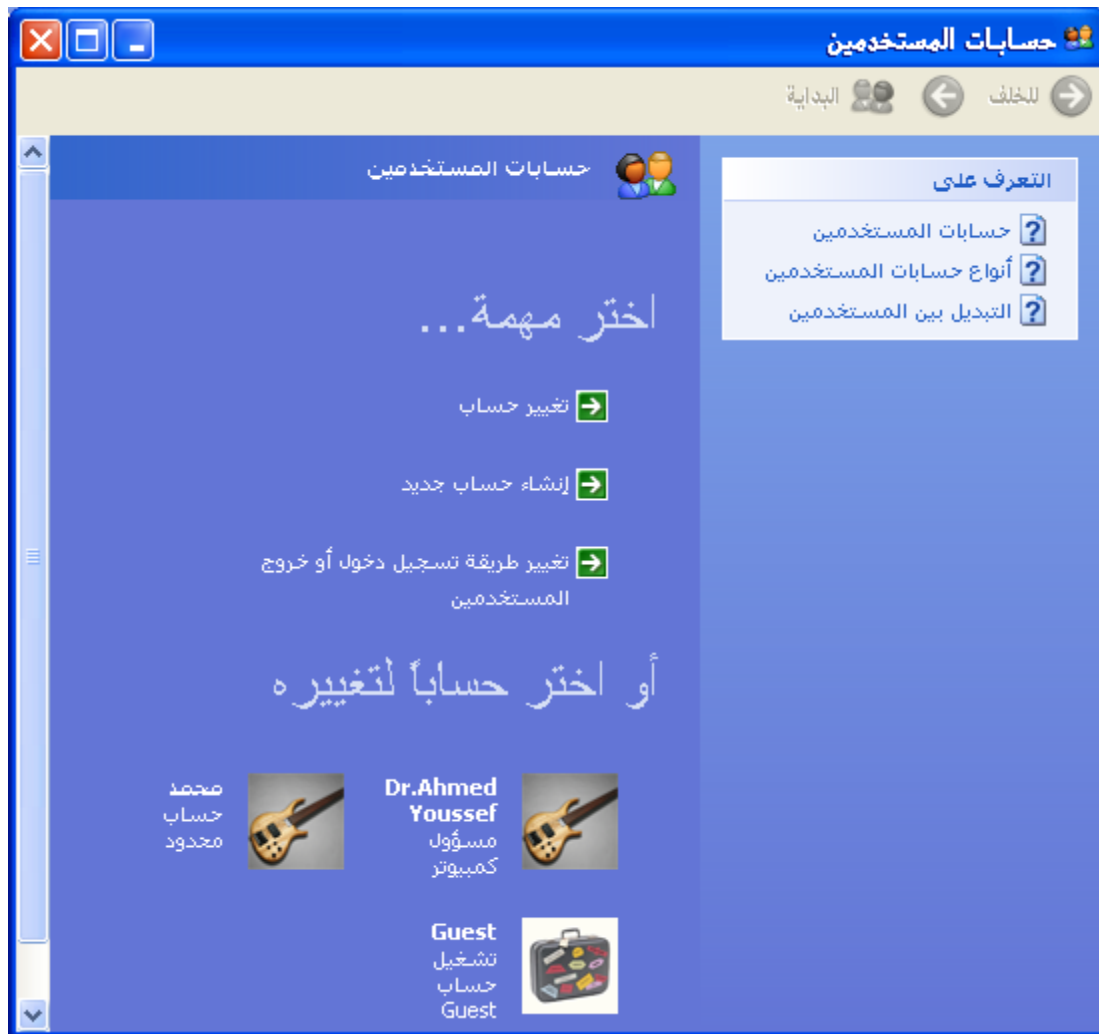 حسابات المستخدمين
للخلف
البداية
التعرف على
حسابات المستخدمين
أنواع حسابات المستخدمين
التبديل بين المستخدمين
حسابات المستخدمين
اختر مهمة...
تغيير حساب
إنشاء حساب جديد
تغيير طريقة تسجيل دخول أو خروج
المستخدمين
أو اختر حساباً لتغييره
Dr.Ahmed
Youssef
مسؤول
كمبيوتر
محمد
حساب
محدود
Guest
تشغيل
حساب
Guest